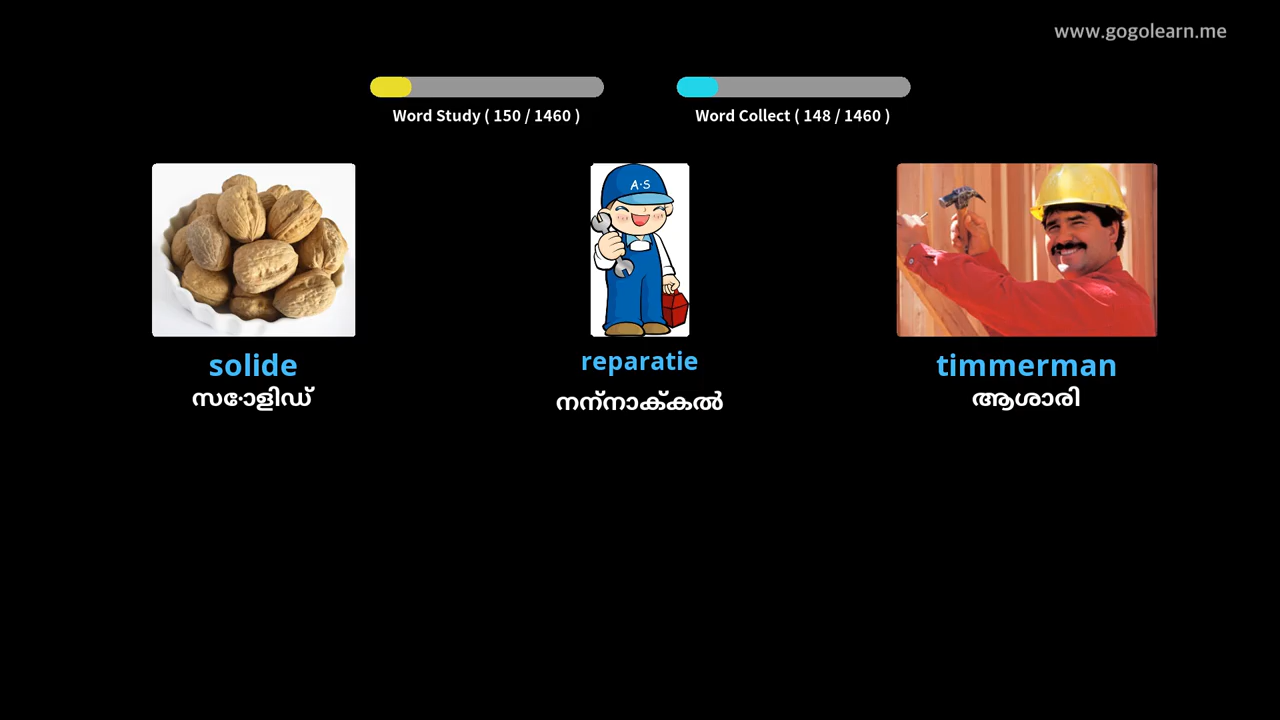 www.gogolearn.me
Word Study ( 150 / 1460 )
Word Collect ( 148 / 1460 )
A·S
solide
reparatie
timmerman
സോളിഡ്
നന്നാക്കൽ
ആശാരി